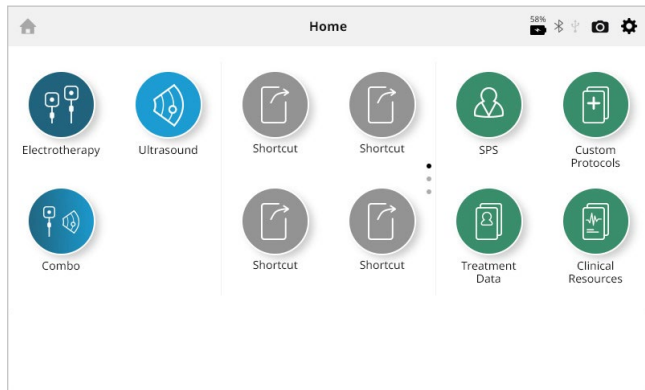 Home
58%
Electrotherapy
Ultrasound
Shortcut
Shortcut
SPS
Custom
Protocols
Combo
Shortcut
Shortcut
Treatment
Data
Clinical
Resources